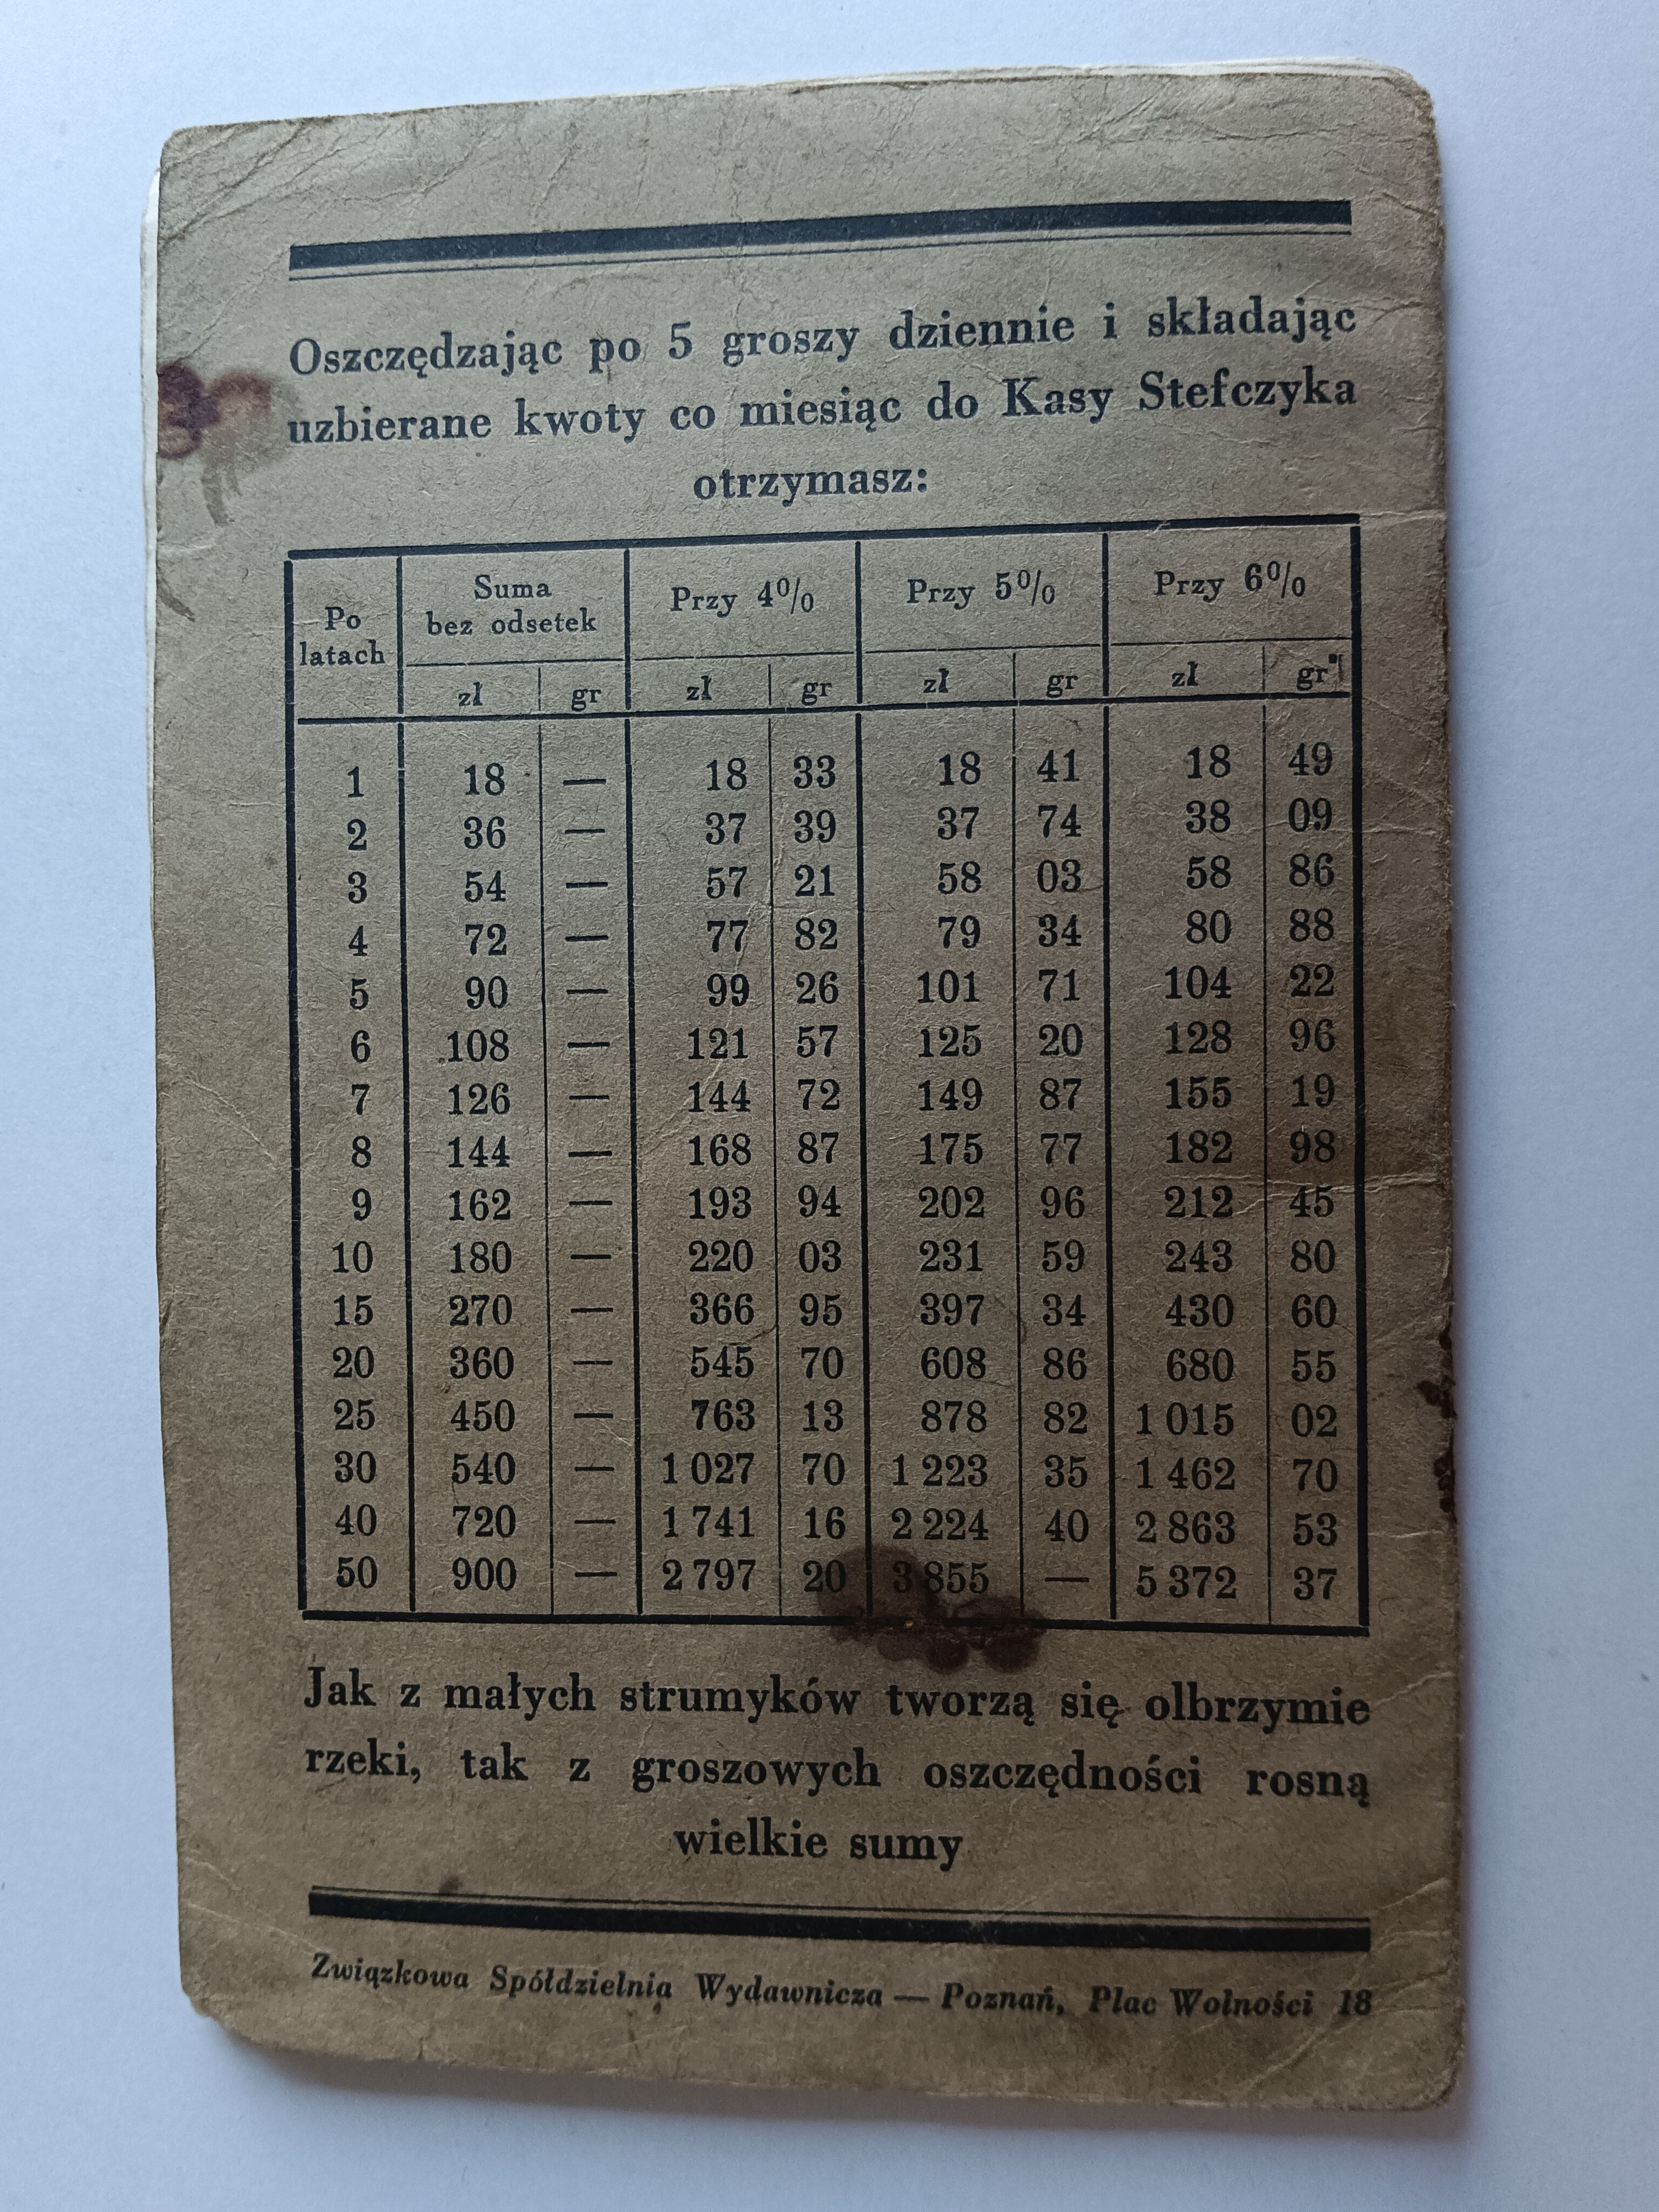 Oszczędzając po 5 groszy dziennie i składając
uzbierane kwoty co miesiąc do Kasy Stefczyka
otrzymasz:
Po latach Suma bez odsetek Przy 4% Przy 5% Przy 6%
zł gr zł gr zł gr zł gr
1 18 — 18 33 18 41 18 49
2 36 — 37 39 37 74 38 09
3 54 — 57 21 58 03 58 86
4 72 — 77 82 79 34 80 88
5 90 — 99 26 101 71 104 22
6 108 — 121 57 125 20 128 96
7 126 — 144 72 149 87 155 19
8 144 — 168 87 175 77 182 98
9 162 — 193 94 202 96 212 45
10 180 — 220 03 231 59 243 80
15 270 — 366 95 397 34 430 60
20 360 — 545 70 608 86 680 55
25 450 — 763 13 878 82 1 015 02
30 540 — 1 027 70 1 223 35 1 462 70
40 720 — 1 741 16 2 224 40 2 863 53
50 900 — 2 797 20 3 855 — 5 372 37
Jak z małych strumyków tworzą się olbrzymie
rzeki, tak z groszowych oszczędności rosną
wielkie sumy
Związkowa Spółdzielnia Wydawnicza — Poznań, Plac Wolności 18